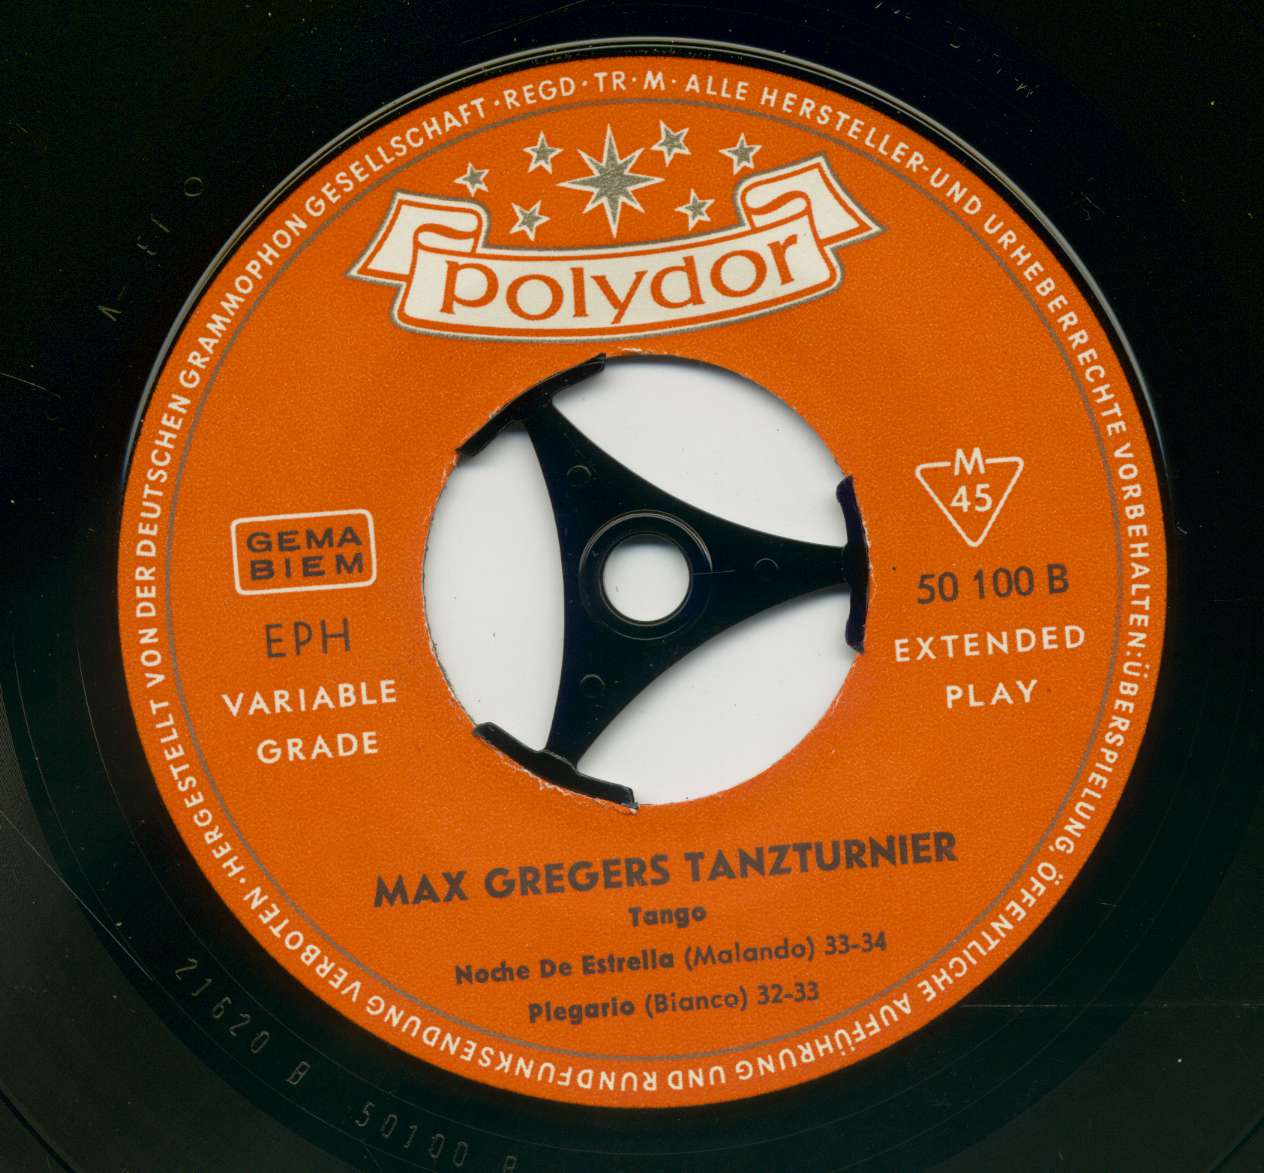 HERGESTELLT VON DER DEUTSCHEN GRAMMOPHON GESELLSCHAFT · REGD · TR · M · ALLE HERSTELLER- UND URHEBERRECHTE VORBEHALTEN: ÜBERSPIELUNG, ÖFFENTLICHE AUFFÜHRUNG UND RUNDFUNKSENDUNG VERBOTEN ·
polydor
M
45
GEMA
BIEM
50 100 B
EPH
EXTENDED
PLAY
VARIABLE
GRADE
MAX GREGERS TANZTURNIER
Tango
Noche De Estrella (Malando) 33-34
Plegario (Bianco) 32-33
21620 B 50100 B